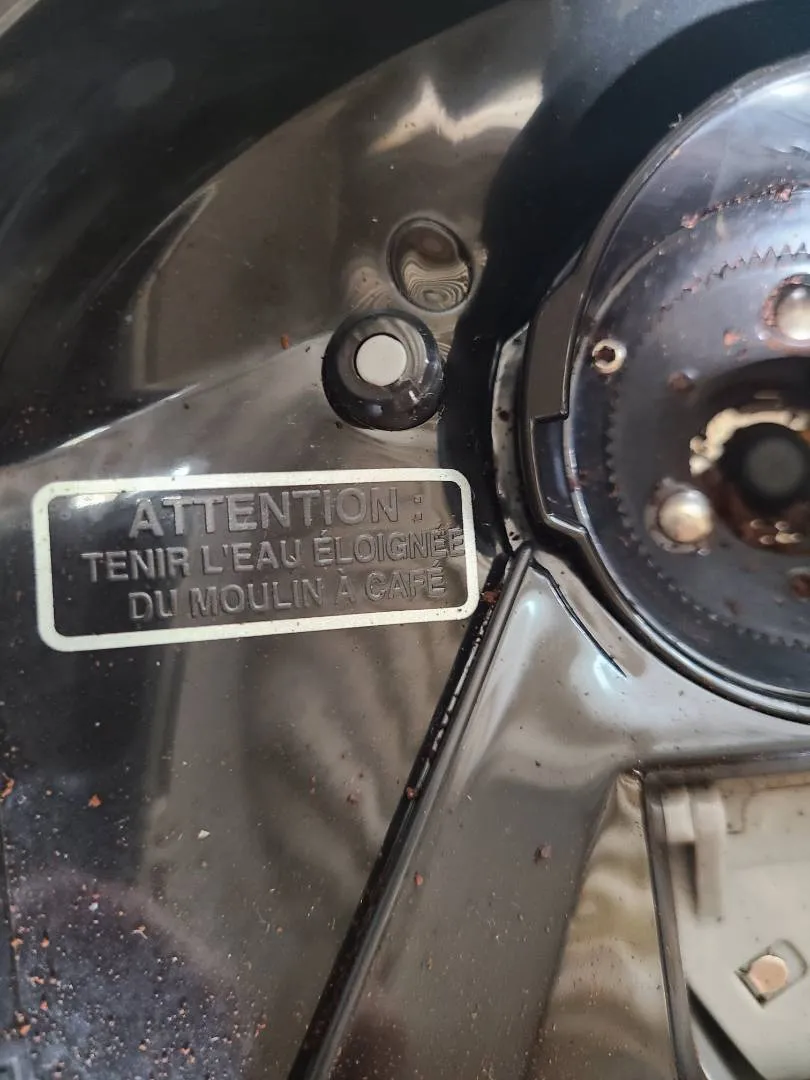 ATTENTION :
TENIR L'EAU ÉLOIGNÉE
DU MOULIN À CAFÉ